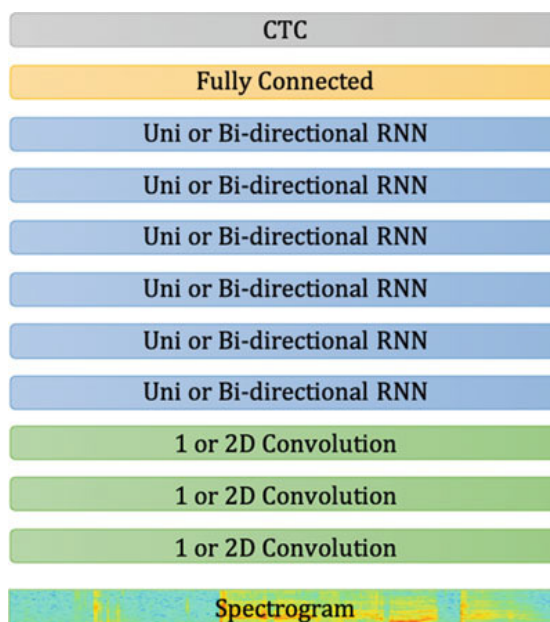 CTC
Fully Connected
Uni or Bi-directional RNN
Uni or Bi-directional RNN
Uni or Bi-directional RNN
Uni or Bi-directional RNN
Uni or Bi-directional RNN
Uni or Bi-directional RNN
1 or 2D Convolution
1 or 2D Convolution
1 or 2D Convolution
Spectrogram